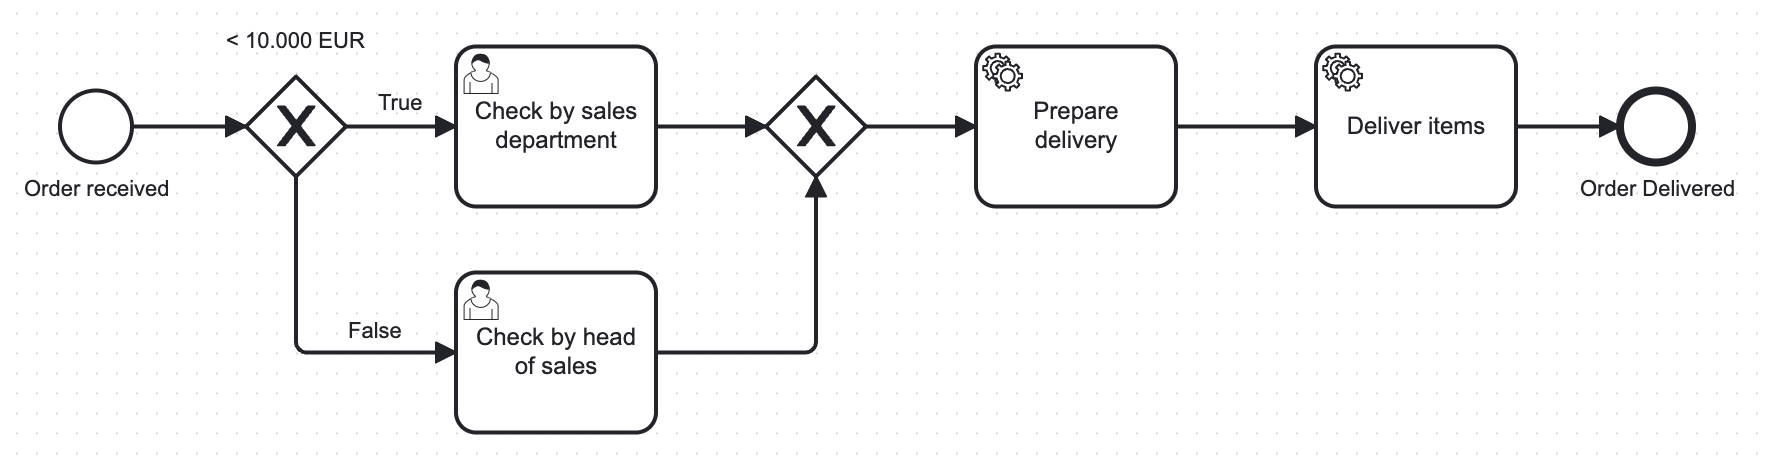 < 10.000 EUR
Order received
True
Check by sales
department
False
Check by head
of sales
Prepare
delivery
Deliver items
Order Delivered